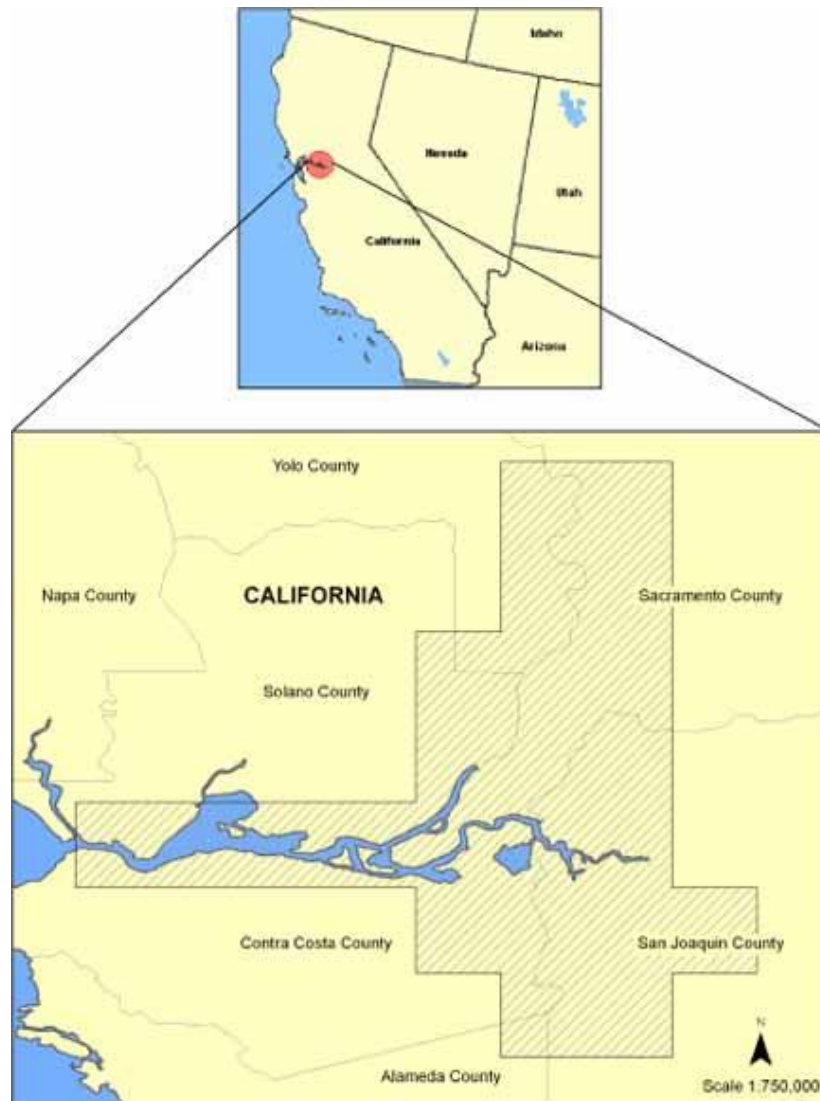 Idaho
Nevada
Utah
California
Arizona
Yolo County
Napa County
CALIFORNIA
Sacramento County
Solano County
Contra Costa County
San Joaquin County
N
Alameda County
Scale 1:750,000